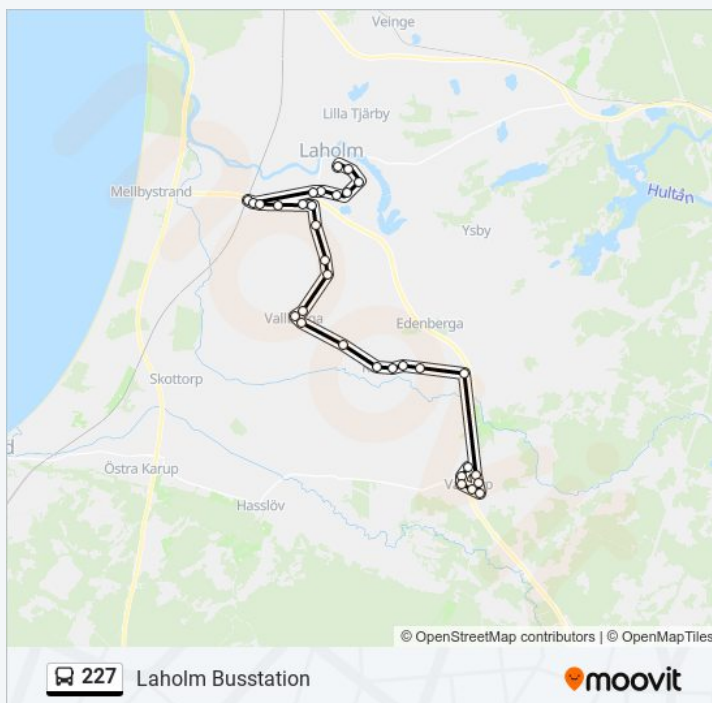 Veinge
Lilla Tjärby
Laholm
Mellbystrand
Hultån
Ysby
Edenberga
Skottorp
Östra Karup
Hasslöv
© OpenStreetMap contributors | © OpenMapTiles
227 Laholm Busstation
moovit